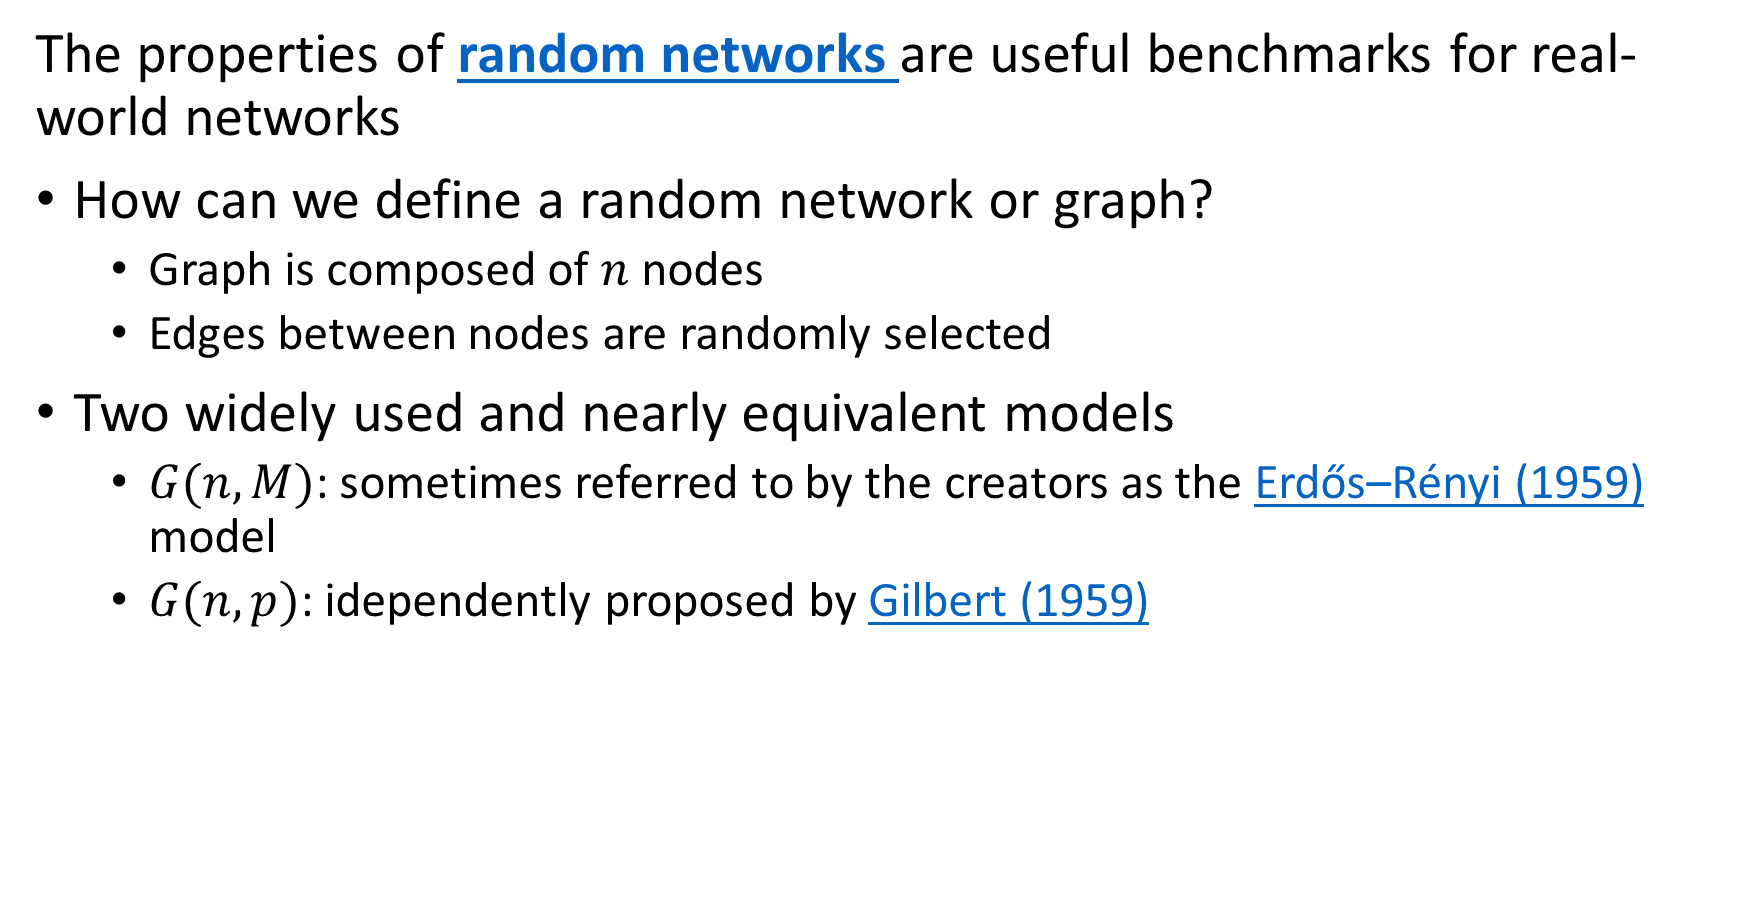 The properties of random networks are useful benchmarks for real-
world networks
• How can we define a random network or graph?
• Graph is composed of 𝑛 nodes
• Edges between nodes are randomly selected
• Two widely used and nearly equivalent models
• 𝐺(𝑛, 𝑀): sometimes referred to by the creators as the Erdős–Rényi (1959)
model
• 𝐺(𝑛, 𝑝): idependently proposed by Gilbert (1959)